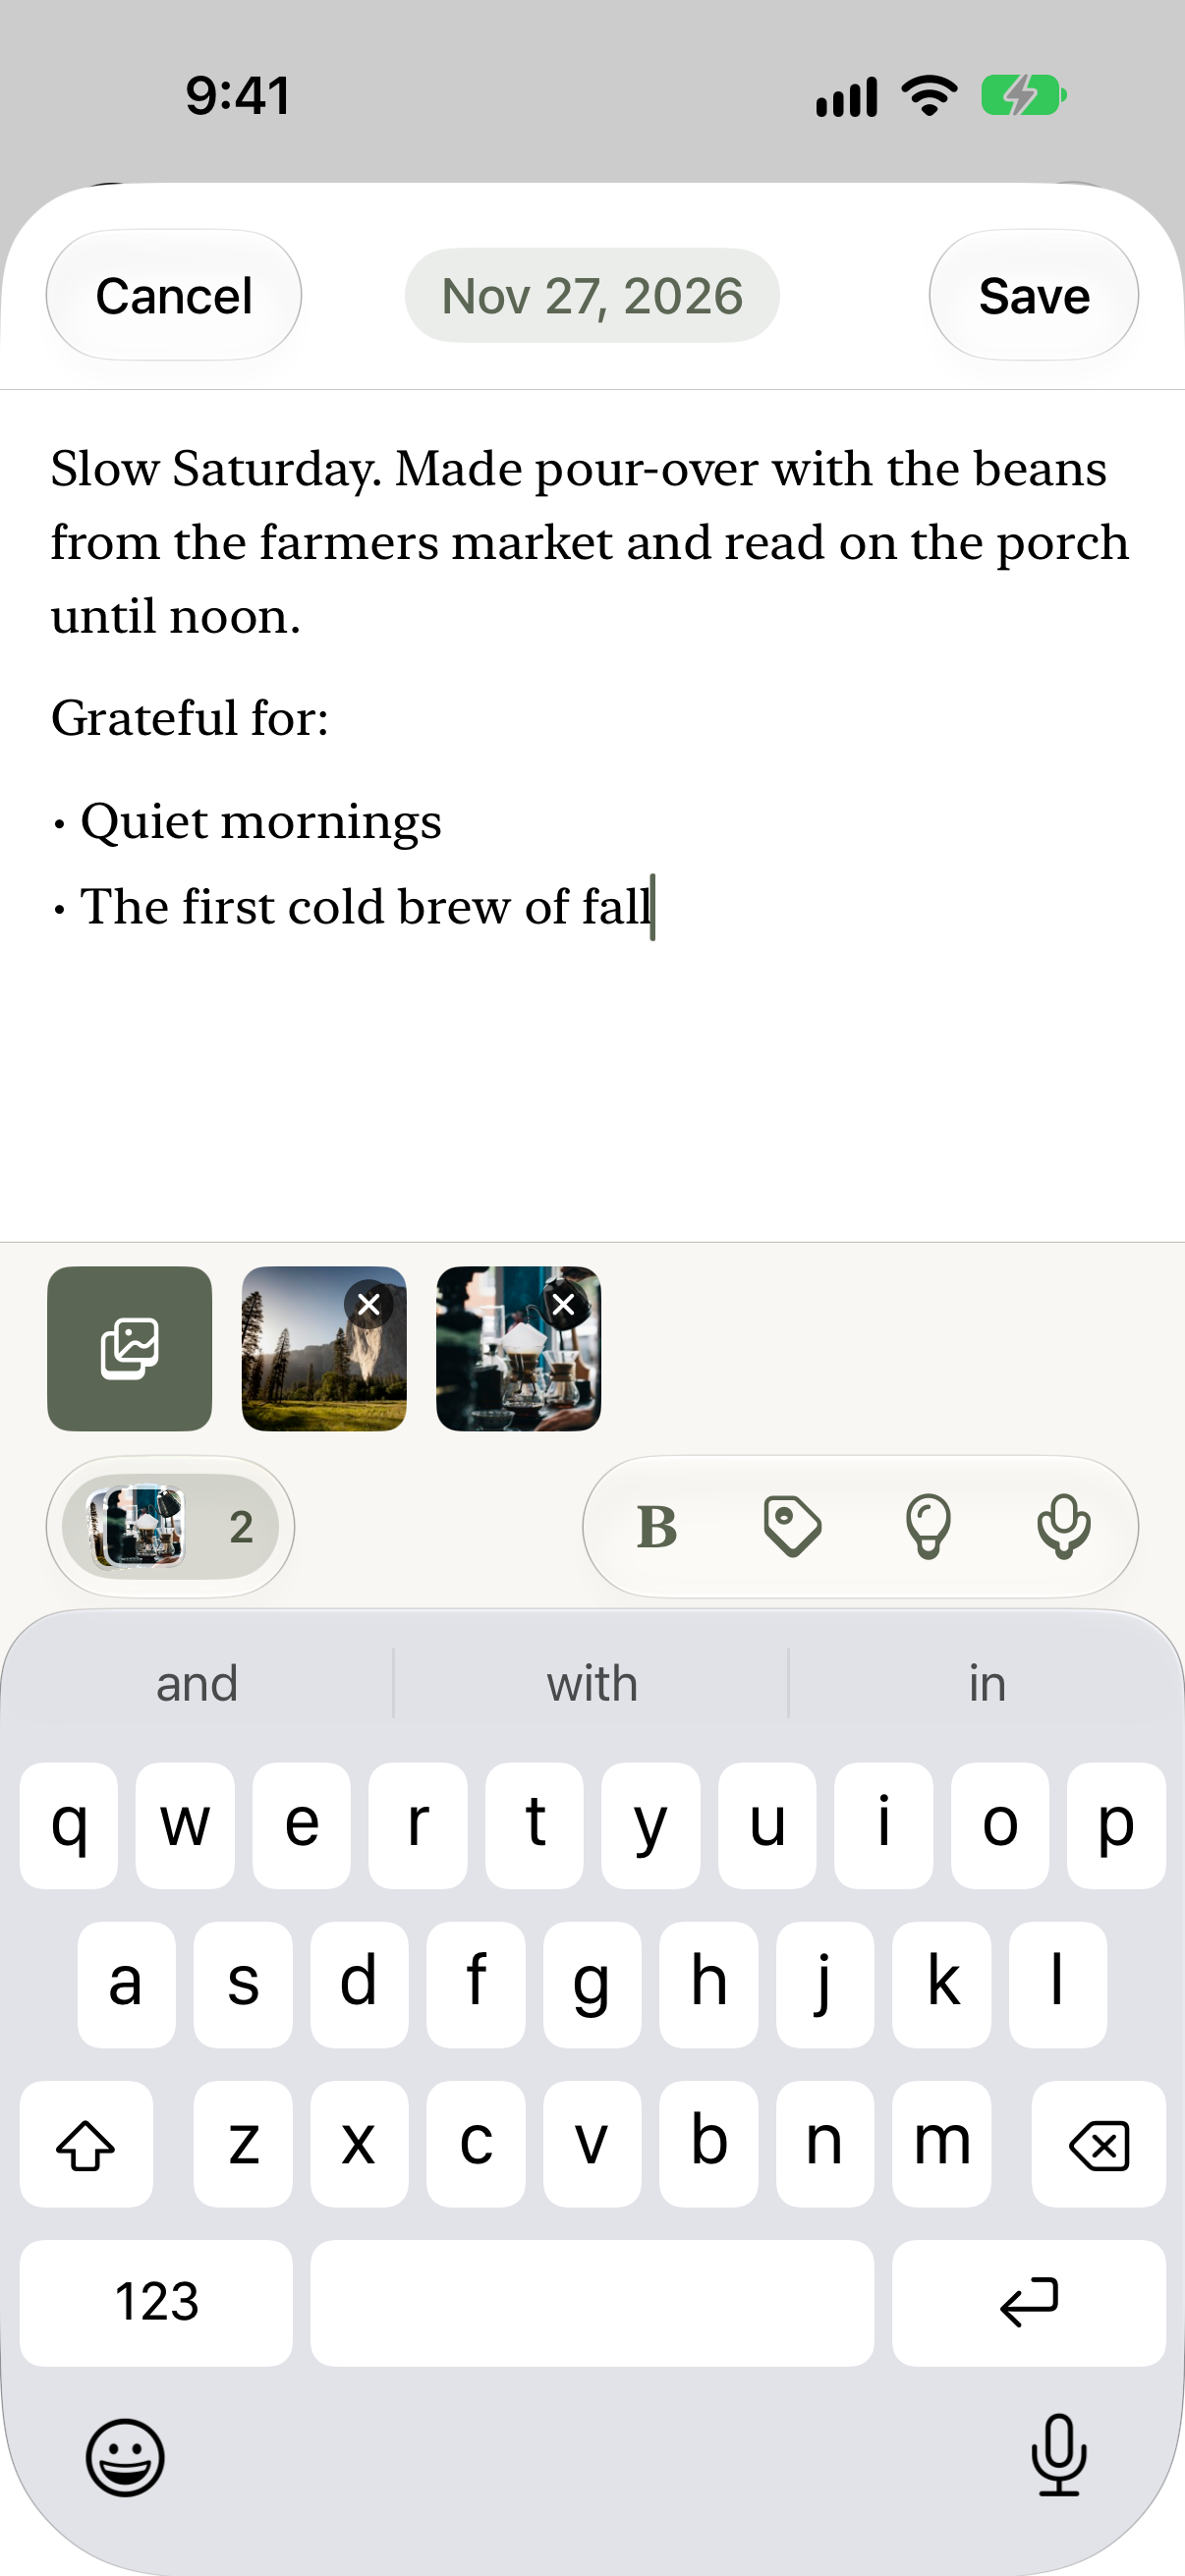 9:41
Cancel
Nov 27, 2026
Save
Slow Saturday. Made pour-over with the beans
from the farmers market and read on the porch
until noon.
Grateful for:
• Quiet mornings
• The first cold brew of fall
2
B
and with in
q w e r t y u i o p
a s d f g h j k l
z x c v b n m
123